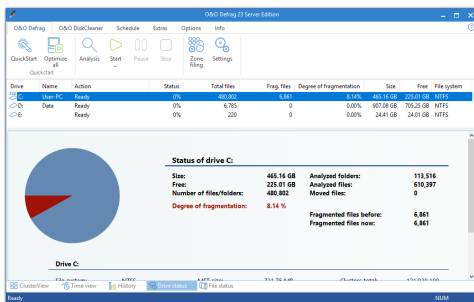 O&O Defrag 23 Server Edition
O&O Defrag O&O DiskCleaner Schedule Extras Options Info
QuickStart Optimize all Analysis Start Pause Stop Zone filing Settings
Quickstart
Drive Name Action Status Total files Frag. files Degree of fragmentation Size Free File system
C: User-PC Ready 0% 480,802 6,861 8.14% 465.16 GB 225.01 GB NTFS
D: Data Ready 0% 6,785 0 0.00% 907.08 GB 705.25 GB NTFS
E: Ready 0% 220 0 0.00% 24.41 GB 24.01 GB NTFS
Status of drive C:
Size: 465.16 GB Analyzed folders: 113,516
Free: 225.01 GB Analyzed files: 610,397
Number of files/folders: 480,802 Moved files: 0
Degree of fragmentation: 8.14 %
Fragmented files before: 6,861
Fragmented files now: 6,861
Drive C:
ClusterView Time view History Drive status File status
Ready NUM